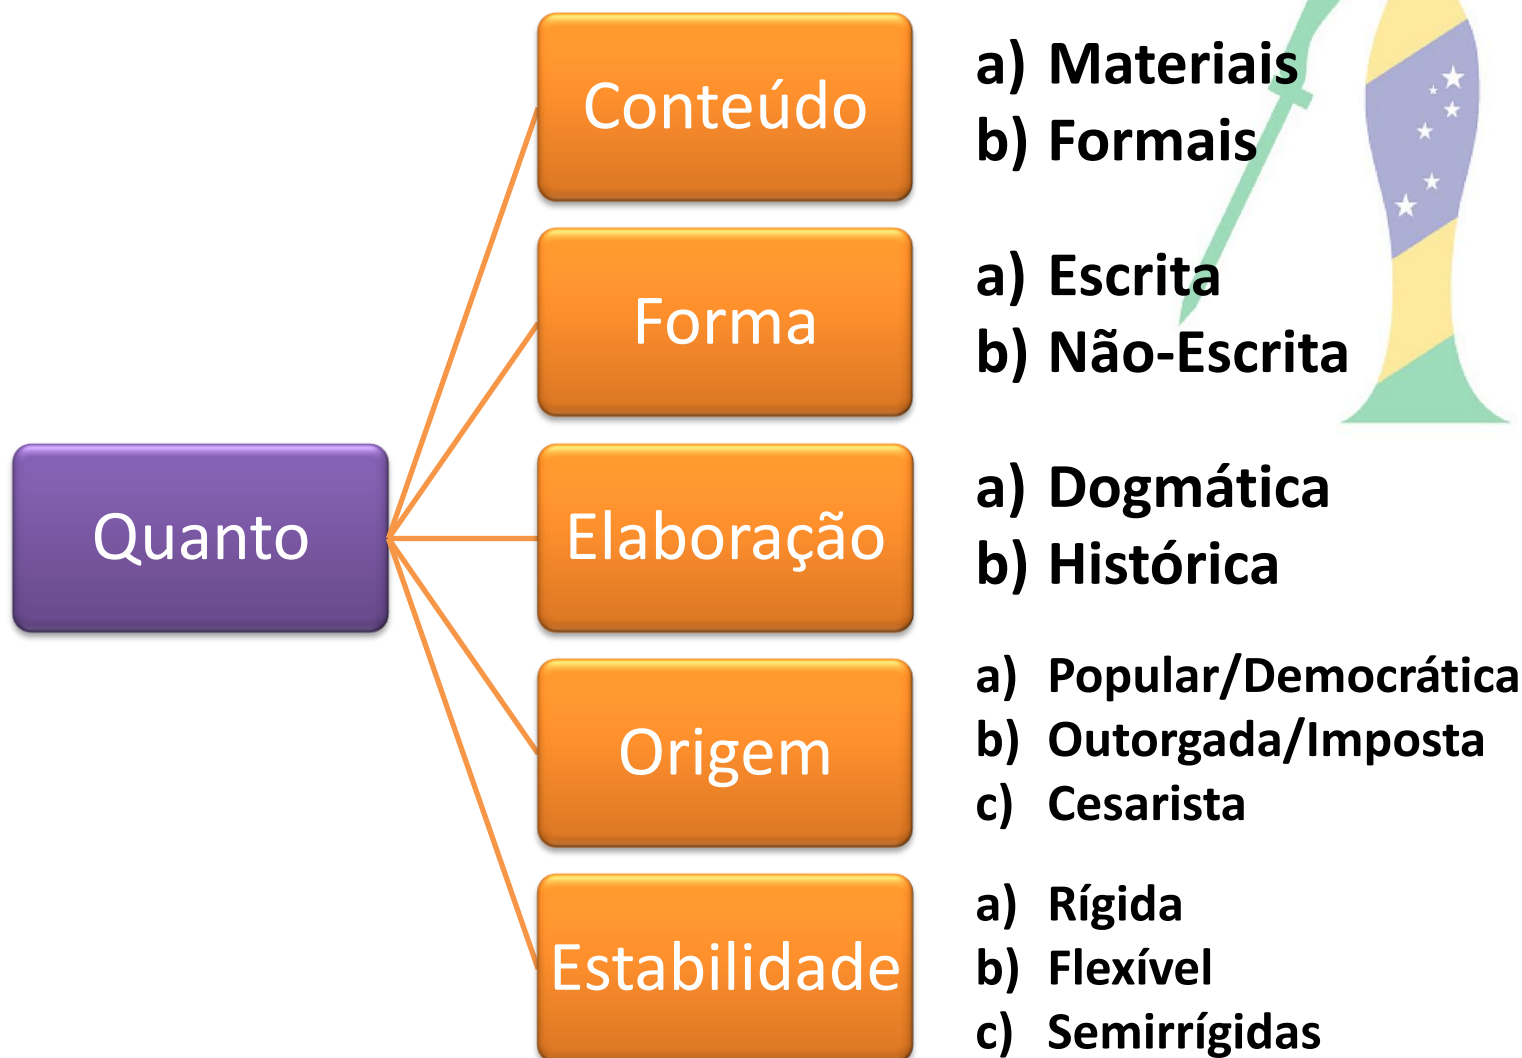 Quanto
Conteúdo
a) Materiais
b) Formais
Forma
a) Escrita
b) Não-Escrita
Elaboração
a) Dogmática
b) Histórica
Origem
a) Popular/Democrática
b) Outorgada/Imposta
c) Cesarista
Estabilidade
a) Rígida
b) Flexível
c) Semirrígidas